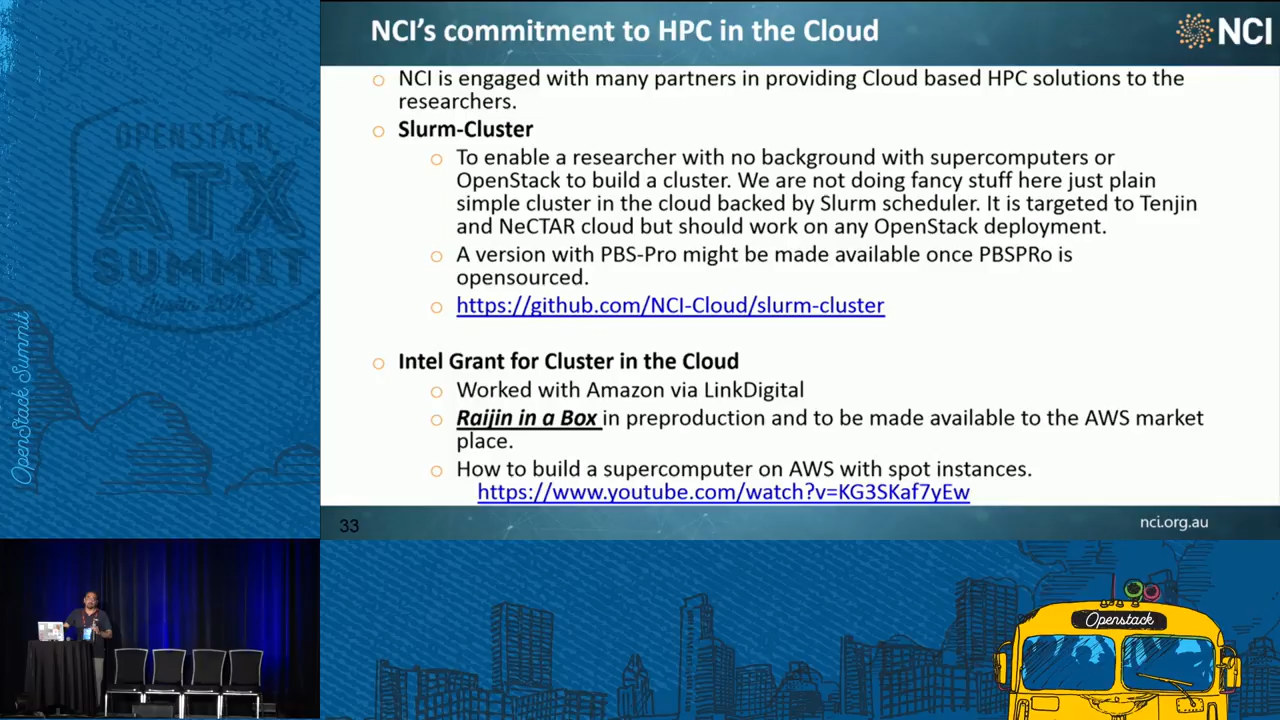 NCI's commitment to HPC in the Cloud
NCI
NCI is engaged with many partners in providing Cloud based HPC solutions to the
researchers.
Slurm-Cluster
To enable a researcher with no background with supercomputers or
OpenStack to build a cluster. We are not doing fancy stuff here just plain
simple cluster in the cloud backed by Slurm scheduler. It is targeted to Tenjin
and NeCTAR cloud but should work on any OpenStack deployment.
A version with PBS-Pro might be made available once PBSPRo is
opensourced.
https://github.com/NCI-Cloud/slurm-cluster
Intel Grant for Cluster in the Cloud
Worked with Amazon via LinkDigital
Raijin in a Box in preproduction and to be made available to the AWS market
place.
How to build a supercomputer on AWS with spot instances.
https://www.youtube.com/watch?v=KG3SKaf7yEw
33
nci.org.au
OPENSTACK
ATX
SUMMIT
OpenStack Summit
Openstack